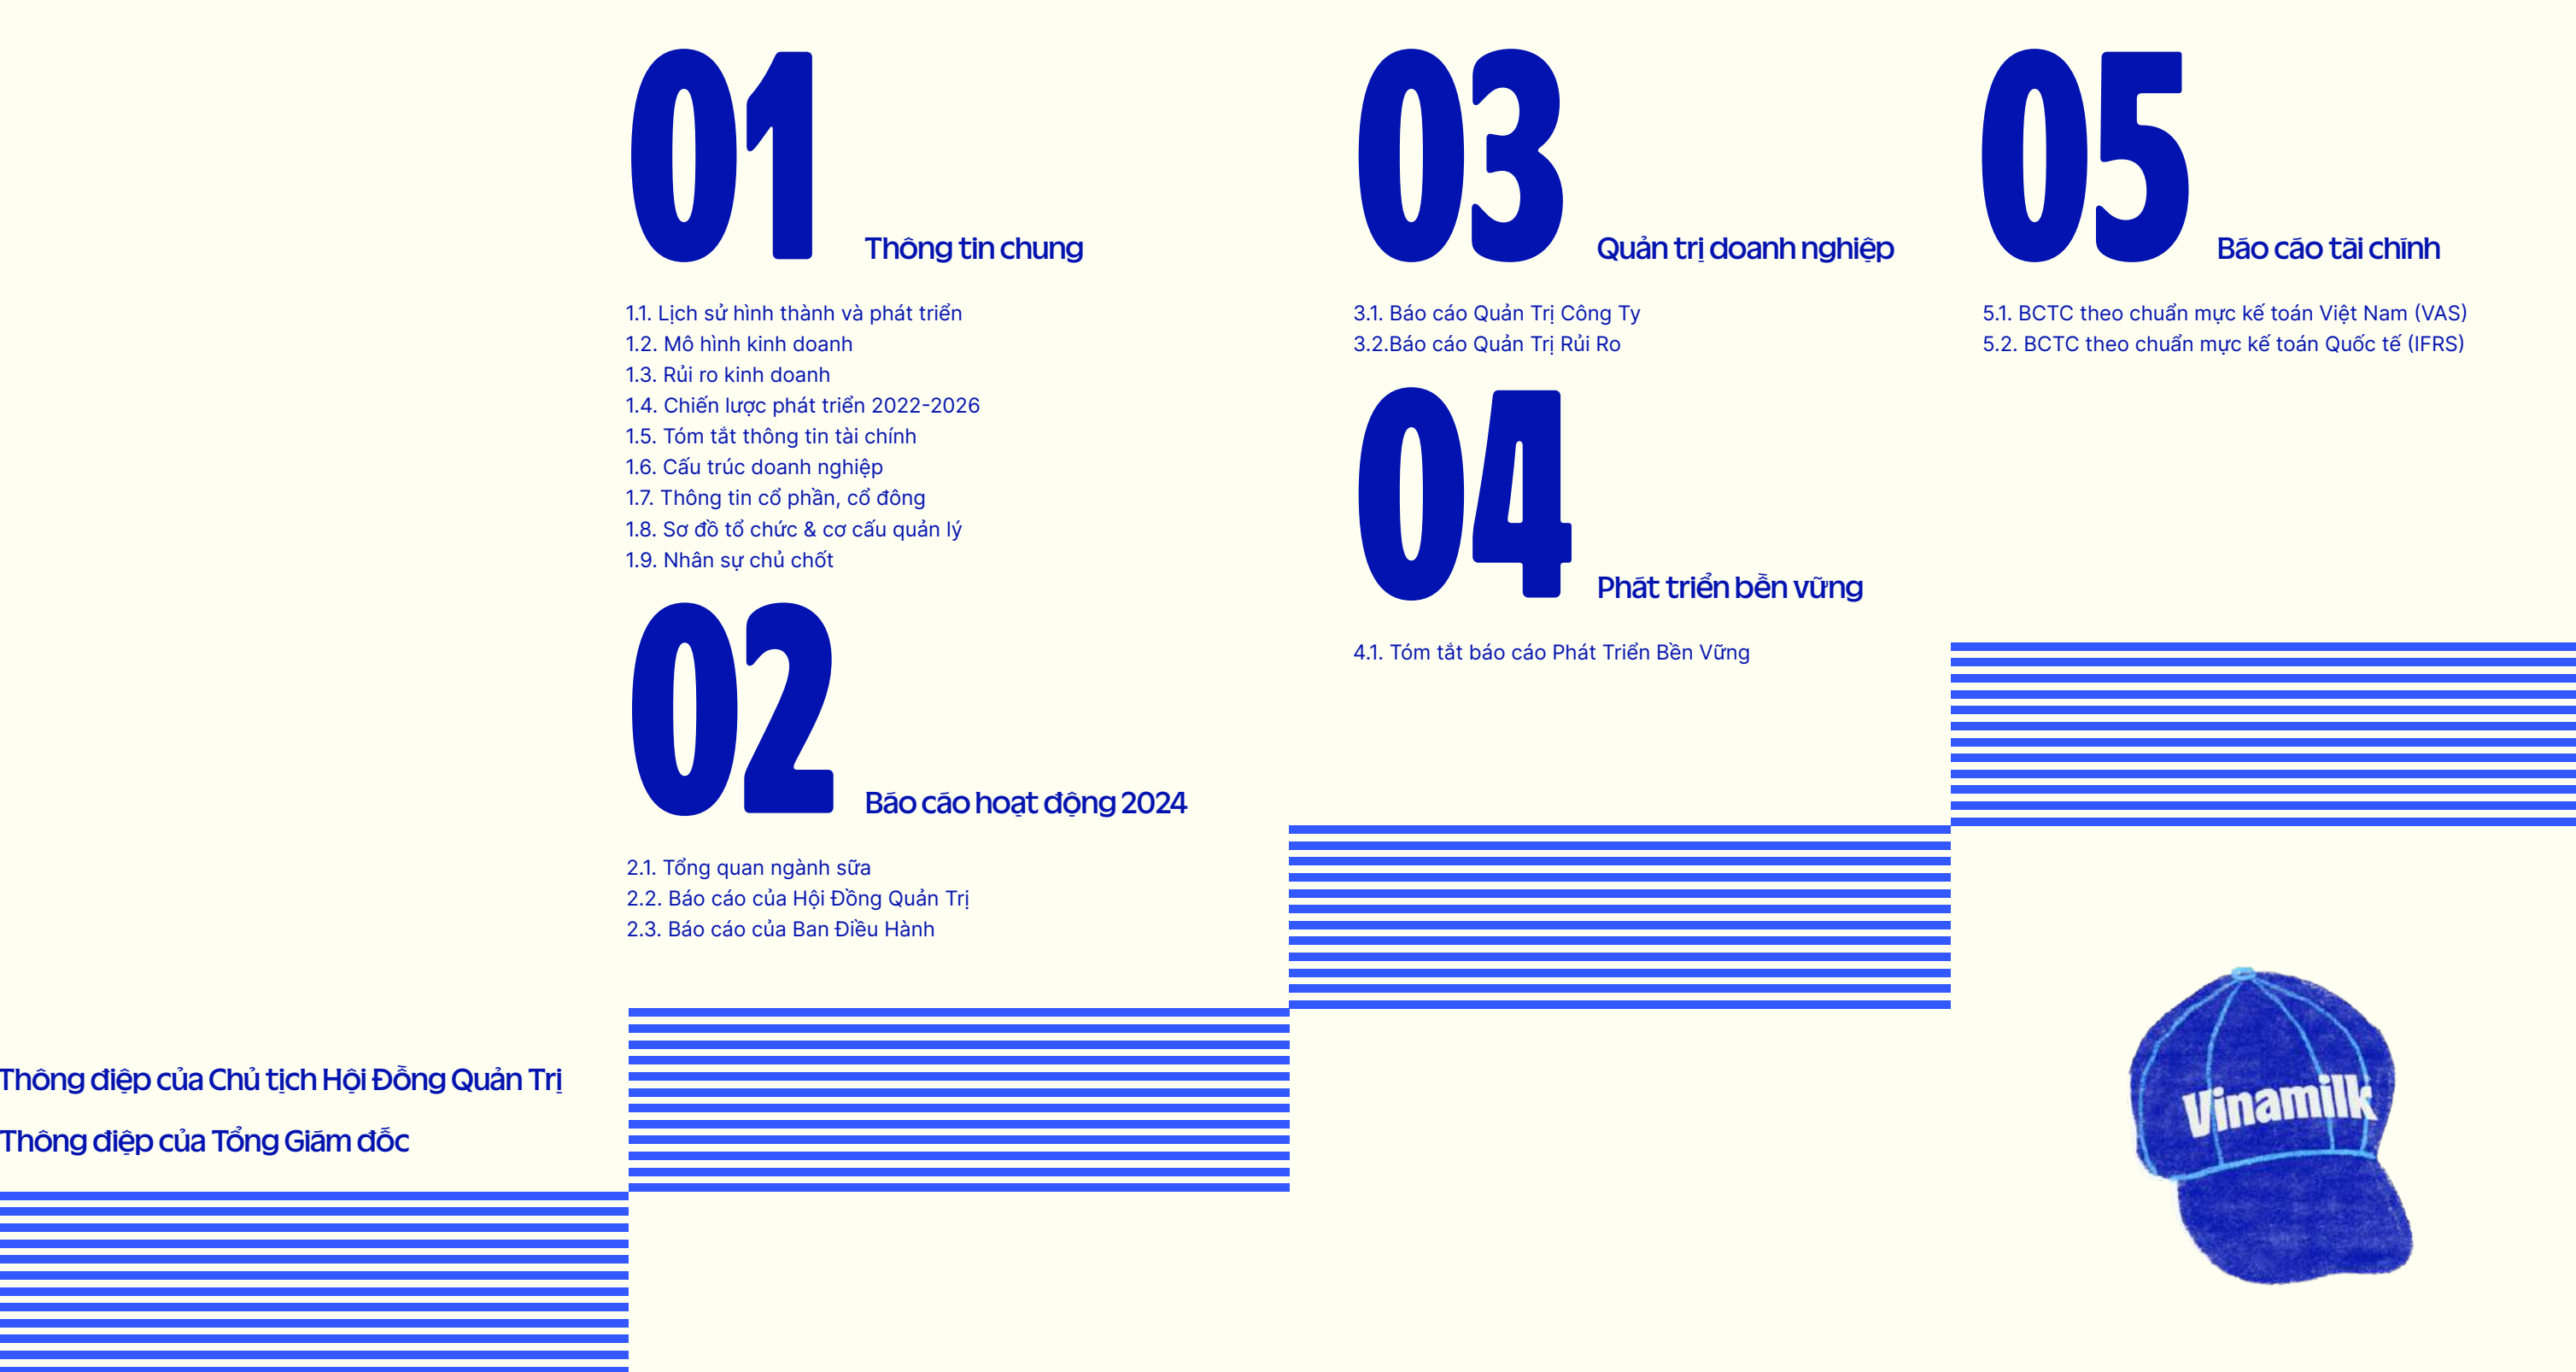 Thông điệp của Chủ tịch Hội Đồng Quản Trị
Thông điệp của Tổng Giám đốc
01
Thông tin chung
1.1. Lịch sử hình thành và phát triển
1.2. Mô hình kinh doanh
1.3. Rủi ro kinh doanh
1.4. Chiến lược phát triển 2022-2026
1.5. Tóm tắt thông tin tài chính
1.6. Cấu trúc doanh nghiệp
1.7. Thông tin cổ phần, cổ đông
1.8. Sơ đồ tổ chức & cơ cấu quản lý
1.9. Nhân sự chủ chốt
02
Báo cáo hoạt động 2024
2.1. Tổng quan ngành sữa
2.2. Báo cáo của Hội Đồng Quản Trị
2.3. Báo cáo của Ban Điều Hành
03
Quản trị doanh nghiệp
3.1. Báo cáo Quản Trị Công Ty
3.2.Báo cáo Quản Trị Rủi Ro
04
Phát triển bền vững
4.1. Tóm tắt báo cáo Phát Triển Bền Vững
05
Báo cáo tài chính
5.1. BCTC theo chuẩn mực kế toán Việt Nam (VAS)
5.2. BCTC theo chuẩn mực kế toán Quốc tế (IFRS)
Vinamilk